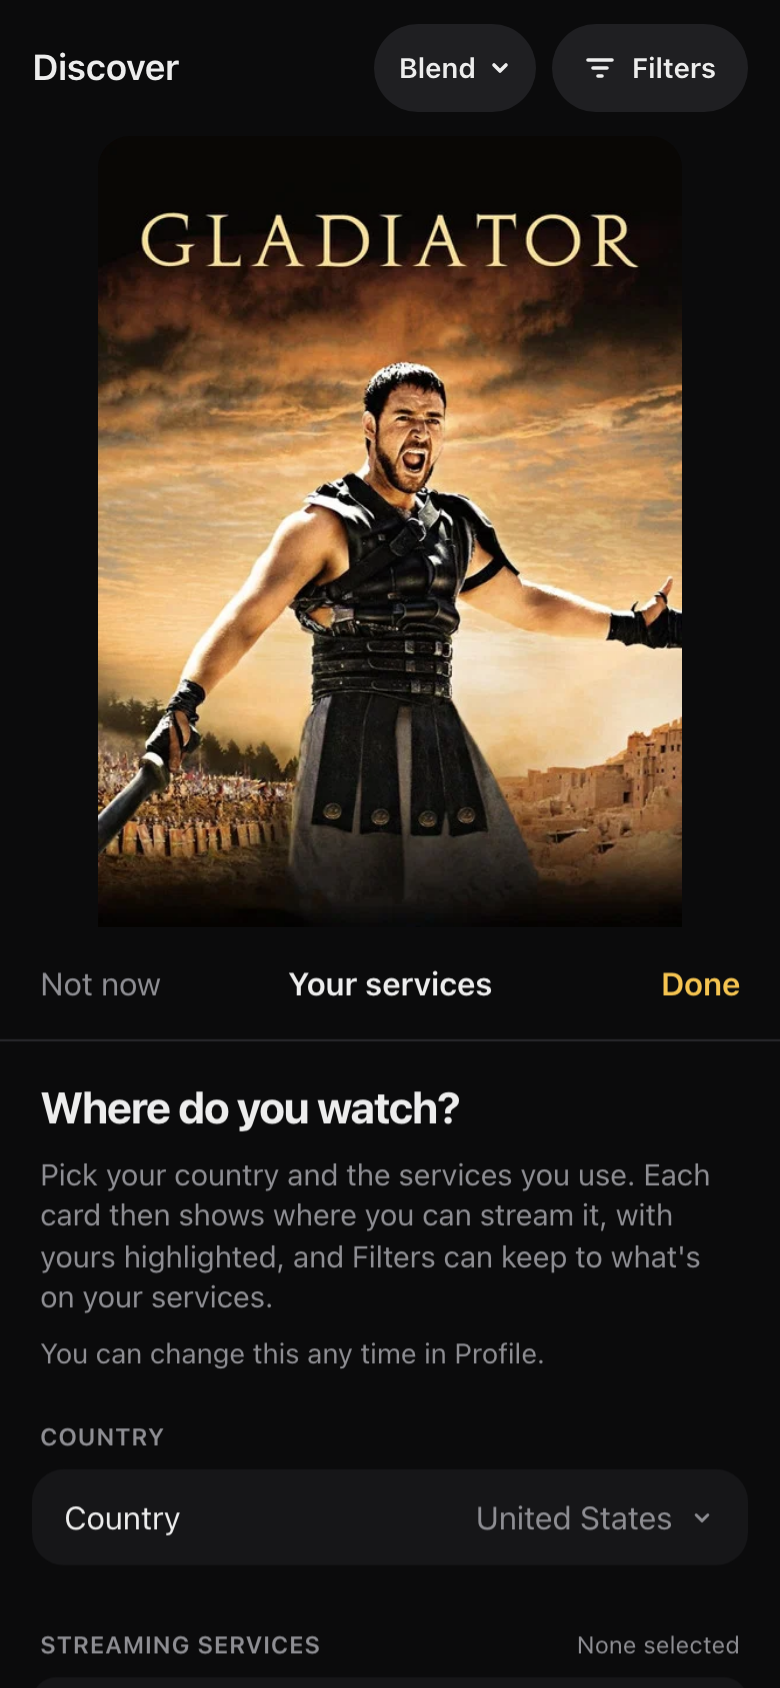 Discover
Blend
Filters
GLADIATOR
Not now
Your services
Done
Where do you watch?
Pick your country and the services you use. Each
card then shows where you can stream it, with
yours highlighted, and Filters can keep to what's
on your services.
You can change this any time in Profile.
COUNTRY
Country
United States
STREAMING SERVICES
None selected